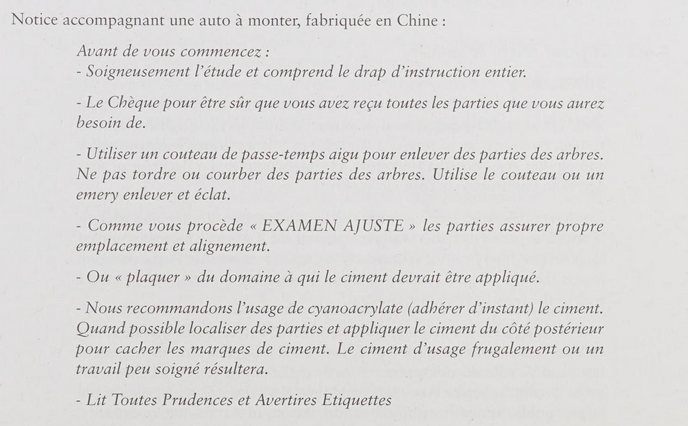 Notice accompagnant une auto à monter, fabriquée en Chine :
Avant de vous commencez :
- Soigneusement l'étude et comprend le drap d'instruction entier.
- Le Chèque pour être sûr que vous avez reçu toutes les parties que vous aurez
besoin de.
- Utiliser un couteau de passe-temps aigu pour enlever des parties des arbres.
Ne pas tordre ou courber des parties des arbres. Utilise le couteau ou un
emery enlever et éclat.
- Comme vous procède « EXAMEN AJUSTE » les parties assurer propre
emplacement et alignement.
- Ou « plaquer » du domaine à qui le ciment devrait être appliqué.
- Nous recommandons l'usage de cyanoacrylate (adhérer d'instant) le ciment.
Quand possible localiser des parties et appliquer le ciment du côté postérieur
pour cacher les marques de ciment. Le ciment d'usage frugalement ou un
travail peu soigné résultera.
- Lit Toutes Prudences et Avertires Etiquettes